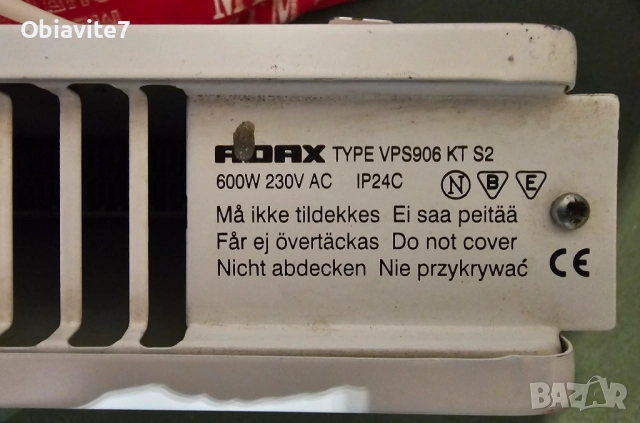 Obiavite7
ADAX TYPE VPS906 KT S2
600W 230V AC IP24C N B E
Må ikke tildekkes Ei saa peitää
Får ej övertäckas Do not cover
Nicht abdecken Nie przykrywać CE
BAZAR